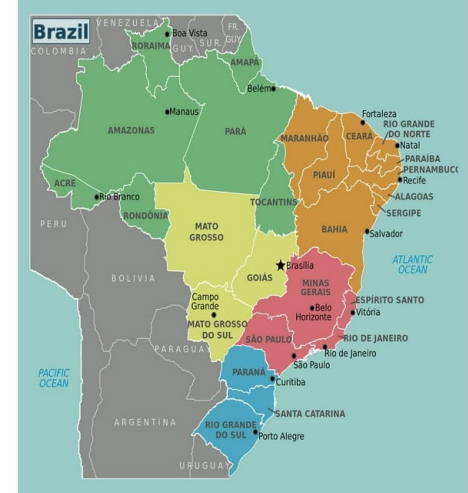 Brazil
VENEZUELA
COLOMBIA
RORAIMA
Boa Vista
GUY.
SUR.
FR.
GUY.
AMAPÁ
Belém
Manaus
AMAZONAS
PARÁ
Fortaleza
MARANHÃO
CEARÁ
RIO GRANDE
DO NORTE
Natal
PARAÍBA
PIAUÍ
PERNAMBUCO
Recife
ACRE
Rio Branco
RONDÔNIA
TOCANTINS
ALAGOAS
SERGIPE
PERU
MATO
GROSSO
BAHIA
Salvador
ATLANTIC
OCEAN
BOLIVIA
GOIÁS
Brasília
MINAS
GERAIS
Campo
Grande
Belo
Horizonte
ESPÍRITO SANTO
Vitória
MATO GROSSO
DO SUL
SÃO PAULO
RIO DE JANEIRO
Rio de Janeiro
PARAGUAY
São Paulo
PACIFIC
OCEAN
PARANÁ
Curitiba
ARGENTINA
SANTA CATARINA
RIO GRANDE
DO SUL
Porto Alegre
URUGUAY